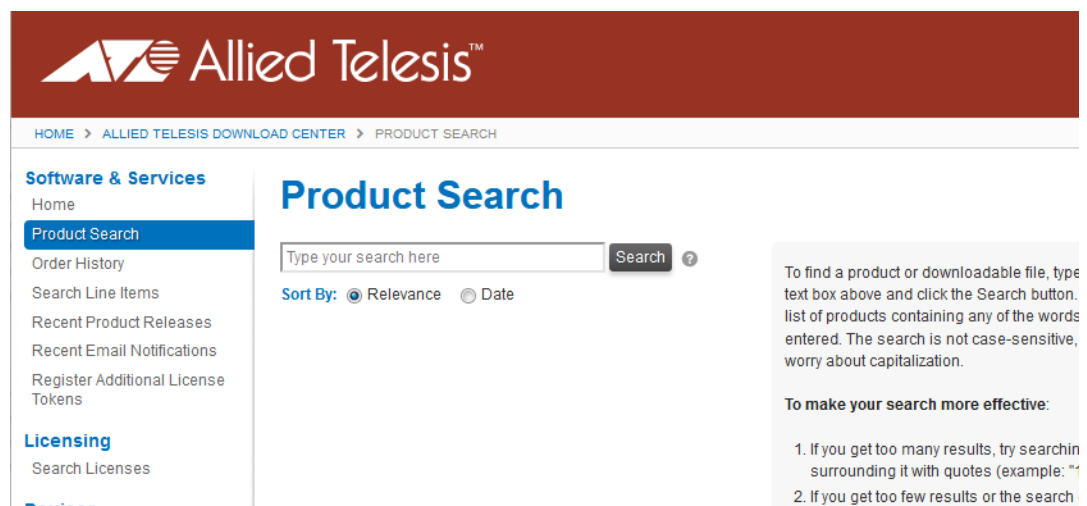 Allied Telesis™
HOME > ALLIED TELESIS DOWNLOAD CENTER > PRODUCT SEARCH
Software & Services
Home
Product Search
Order History
Search Line Items
Recent Product Releases
Recent Email Notifications
Register Additional License
Tokens
Licensing
Search Licenses
Product Search
Type your search here
Search
?
Sort By: Relevance Date
To find a product or downloadable file, type
text box above and click the Search button.
list of products containing any of the words
entered. The search is not case-sensitive,
worry about capitalization.
To make your search more effective:
1. If you get too many results, try searchin
surrounding it with quotes (example: "
2. If you get too few results or the search